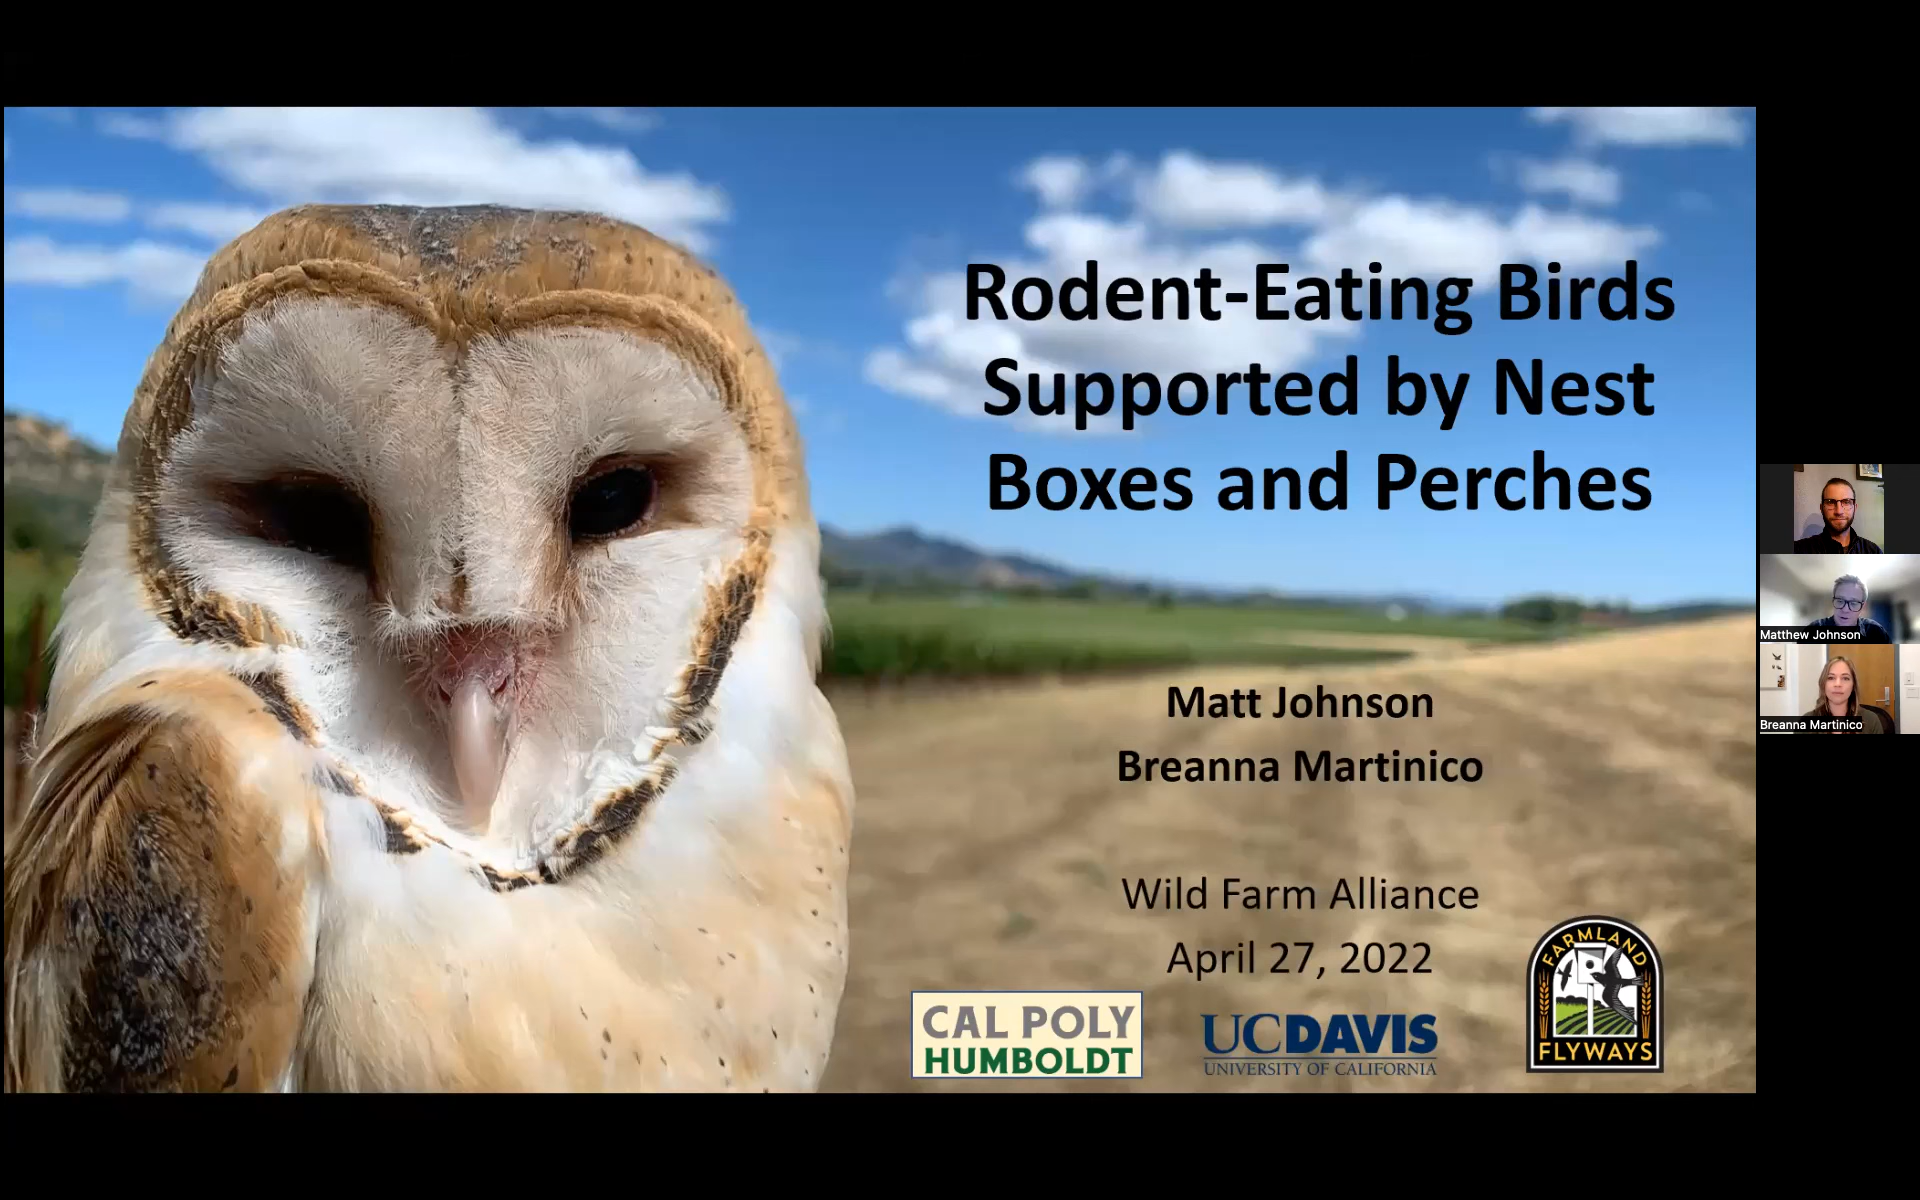 Rodent-Eating Birds
Supported by Nest
Boxes and Perches
Matt Johnson
Breanna Martinico
Wild Farm Alliance
April 27, 2022
CAL POLY
HUMBOLDT
UCDAVIS
UNIVERSITY OF CALIFORNIA
FARMLAND
FLYWAYS
Matthew Johnson
Breanna Martinico